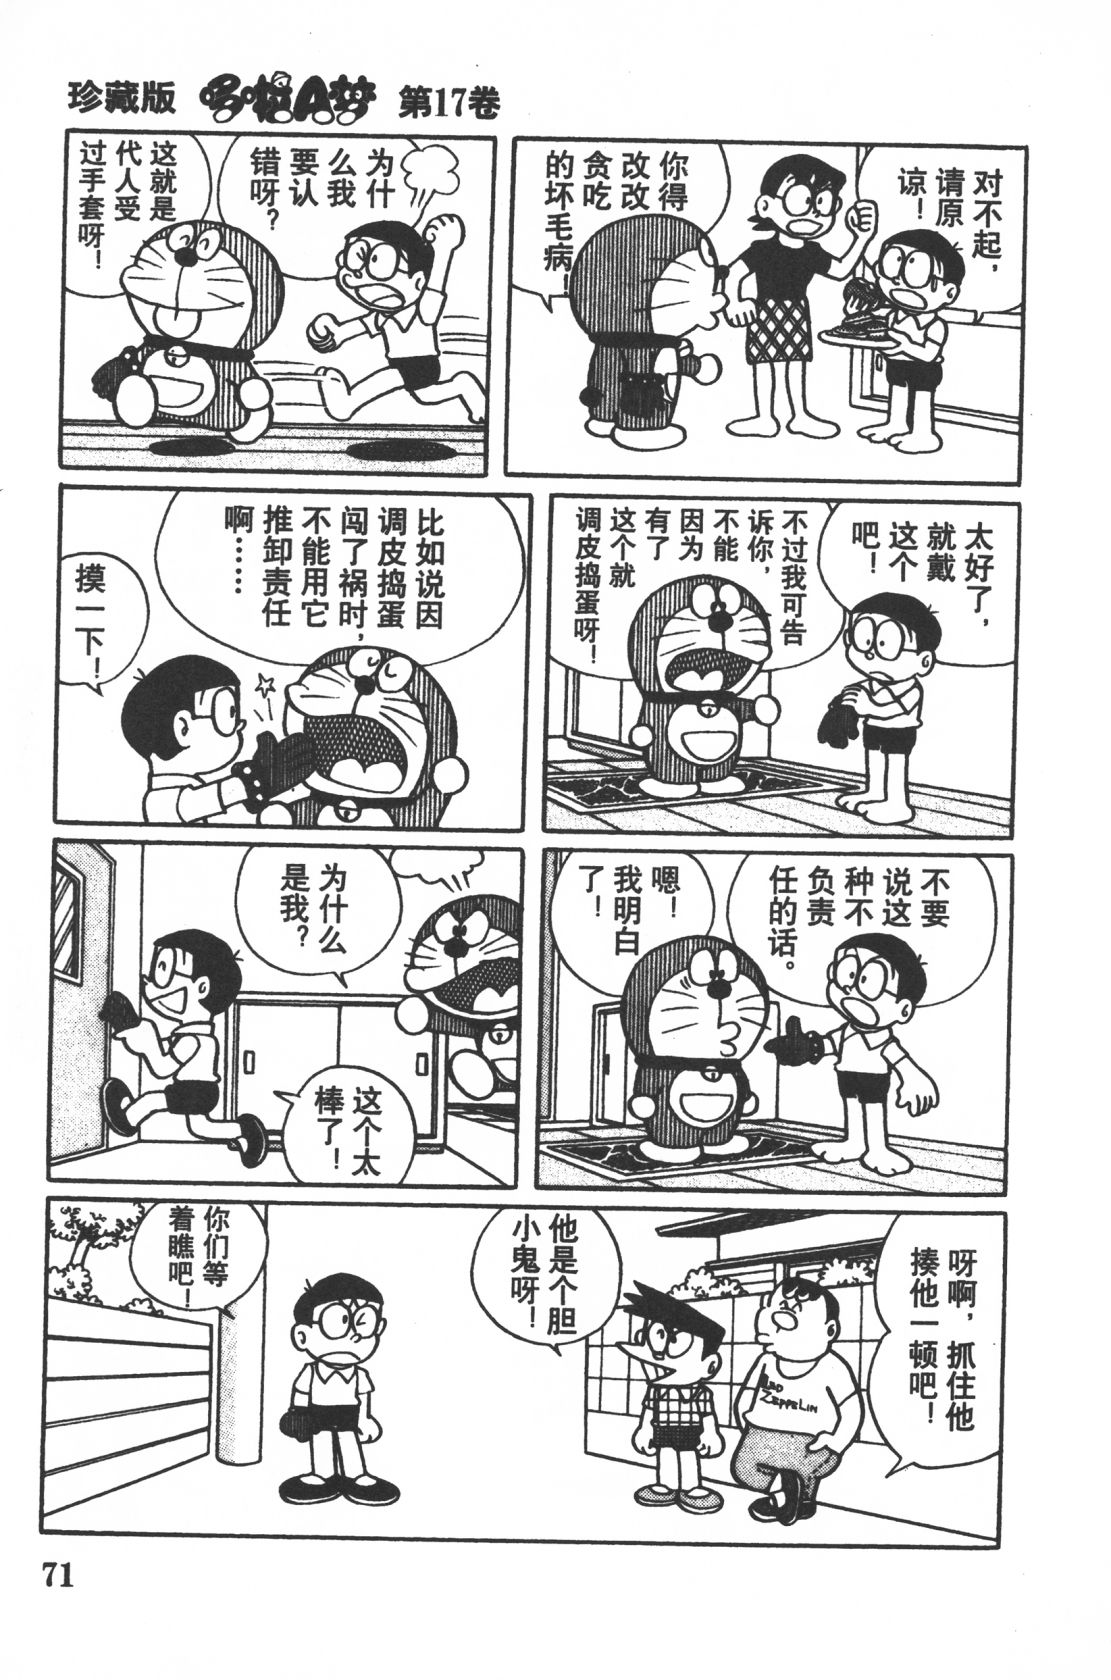 珍藏版 哆啦A梦 第17卷
对不起，
请原
谅！
你得
改改
贪吃
的坏毛病！
为什
么我
要认
错呀？
这就是
代人受
过手套呀！
太好了，
就戴
这个
吧！
不过我可告
诉你，
不能
因为
有了
这个就
调皮捣蛋呀！
比如说因
调皮捣蛋
闯了祸时，
不能用它
推卸责任
啊……
摸一下！
不要
说这
种不
负责
任的话。
嗯！
我明白
了！
为什么
是我？
这个太
棒了！
呀啊，抓住他
揍他一顿吧！
他是个胆
小鬼呀！
LED
ZEPPELIN
你们等
着瞧吧！
71